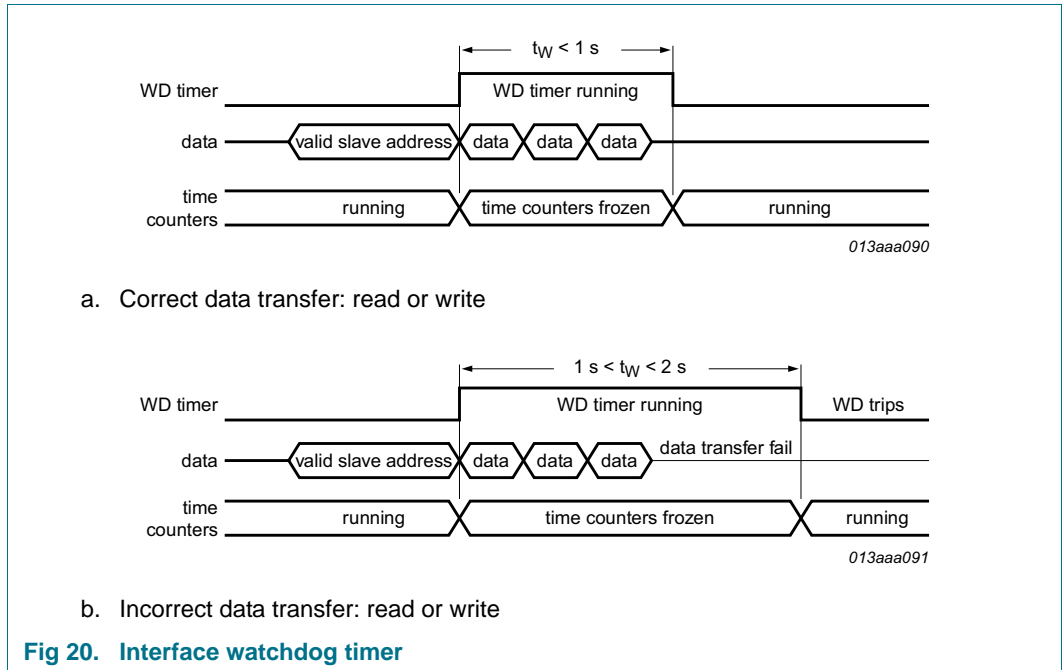 tW < 1 s
WD timer
WD timer running
data
valid slave address
data
data
data
time
counters
running
time counters frozen
running
013aaa090
a. Correct data transfer: read or write
1 s < tW < 2 s
WD timer
WD timer running
WD trips
data
valid slave address
data
data
data
data transfer fail
time
counters
running
time counters frozen
running
013aaa091
b. Incorrect data transfer: read or write
Fig 20. Interface watchdog timer